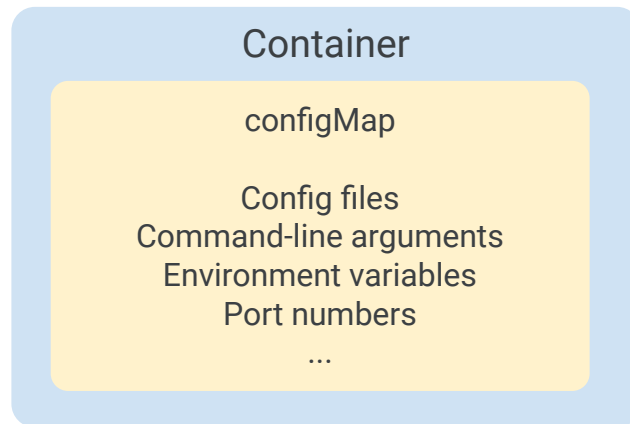 Container
configMap
Config files
Command-line arguments
Environment variables
Port numbers
...